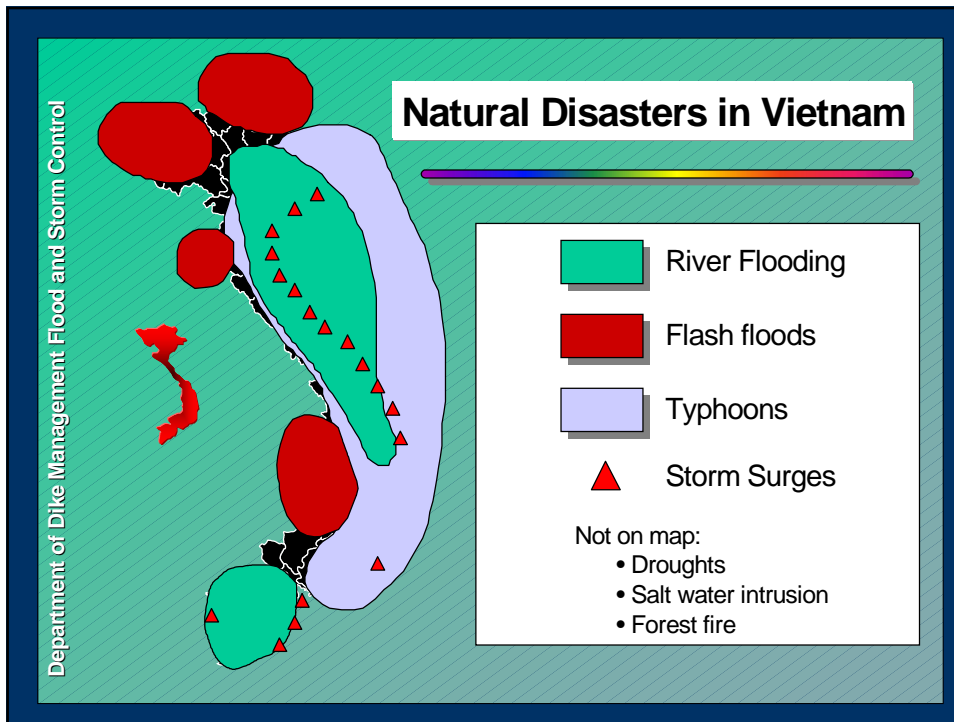 Natural Disasters in Vietnam
Department of Dike Management Flood and Storm Control
River Flooding
Flash floods
Typhoons
Storm Surges
Not on map:
• Droughts
• Salt water intrusion
• Forest fire